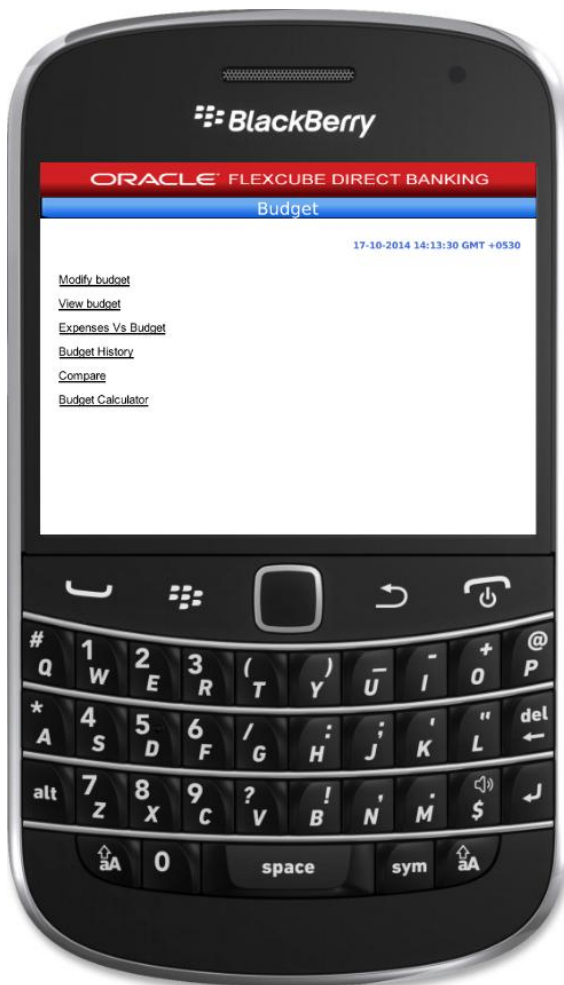 BlackBerry
ORACLE FLEXCUBE DIRECT BANKING
Budget
17-10-2014 14:13:30 GMT +0530
Modify budget
View budget
Expenses Vs Budget
Budget History
Compare
Budget Calculator
# 1 2 3 ( ) _ - + @
Q W E R T Y U I O P
* 4 5 6 / : ; ' " del
A S D F G H J K L
alt 7 8 9 ? ! , . $
Z X C V B N M
aA 0 space sym aA